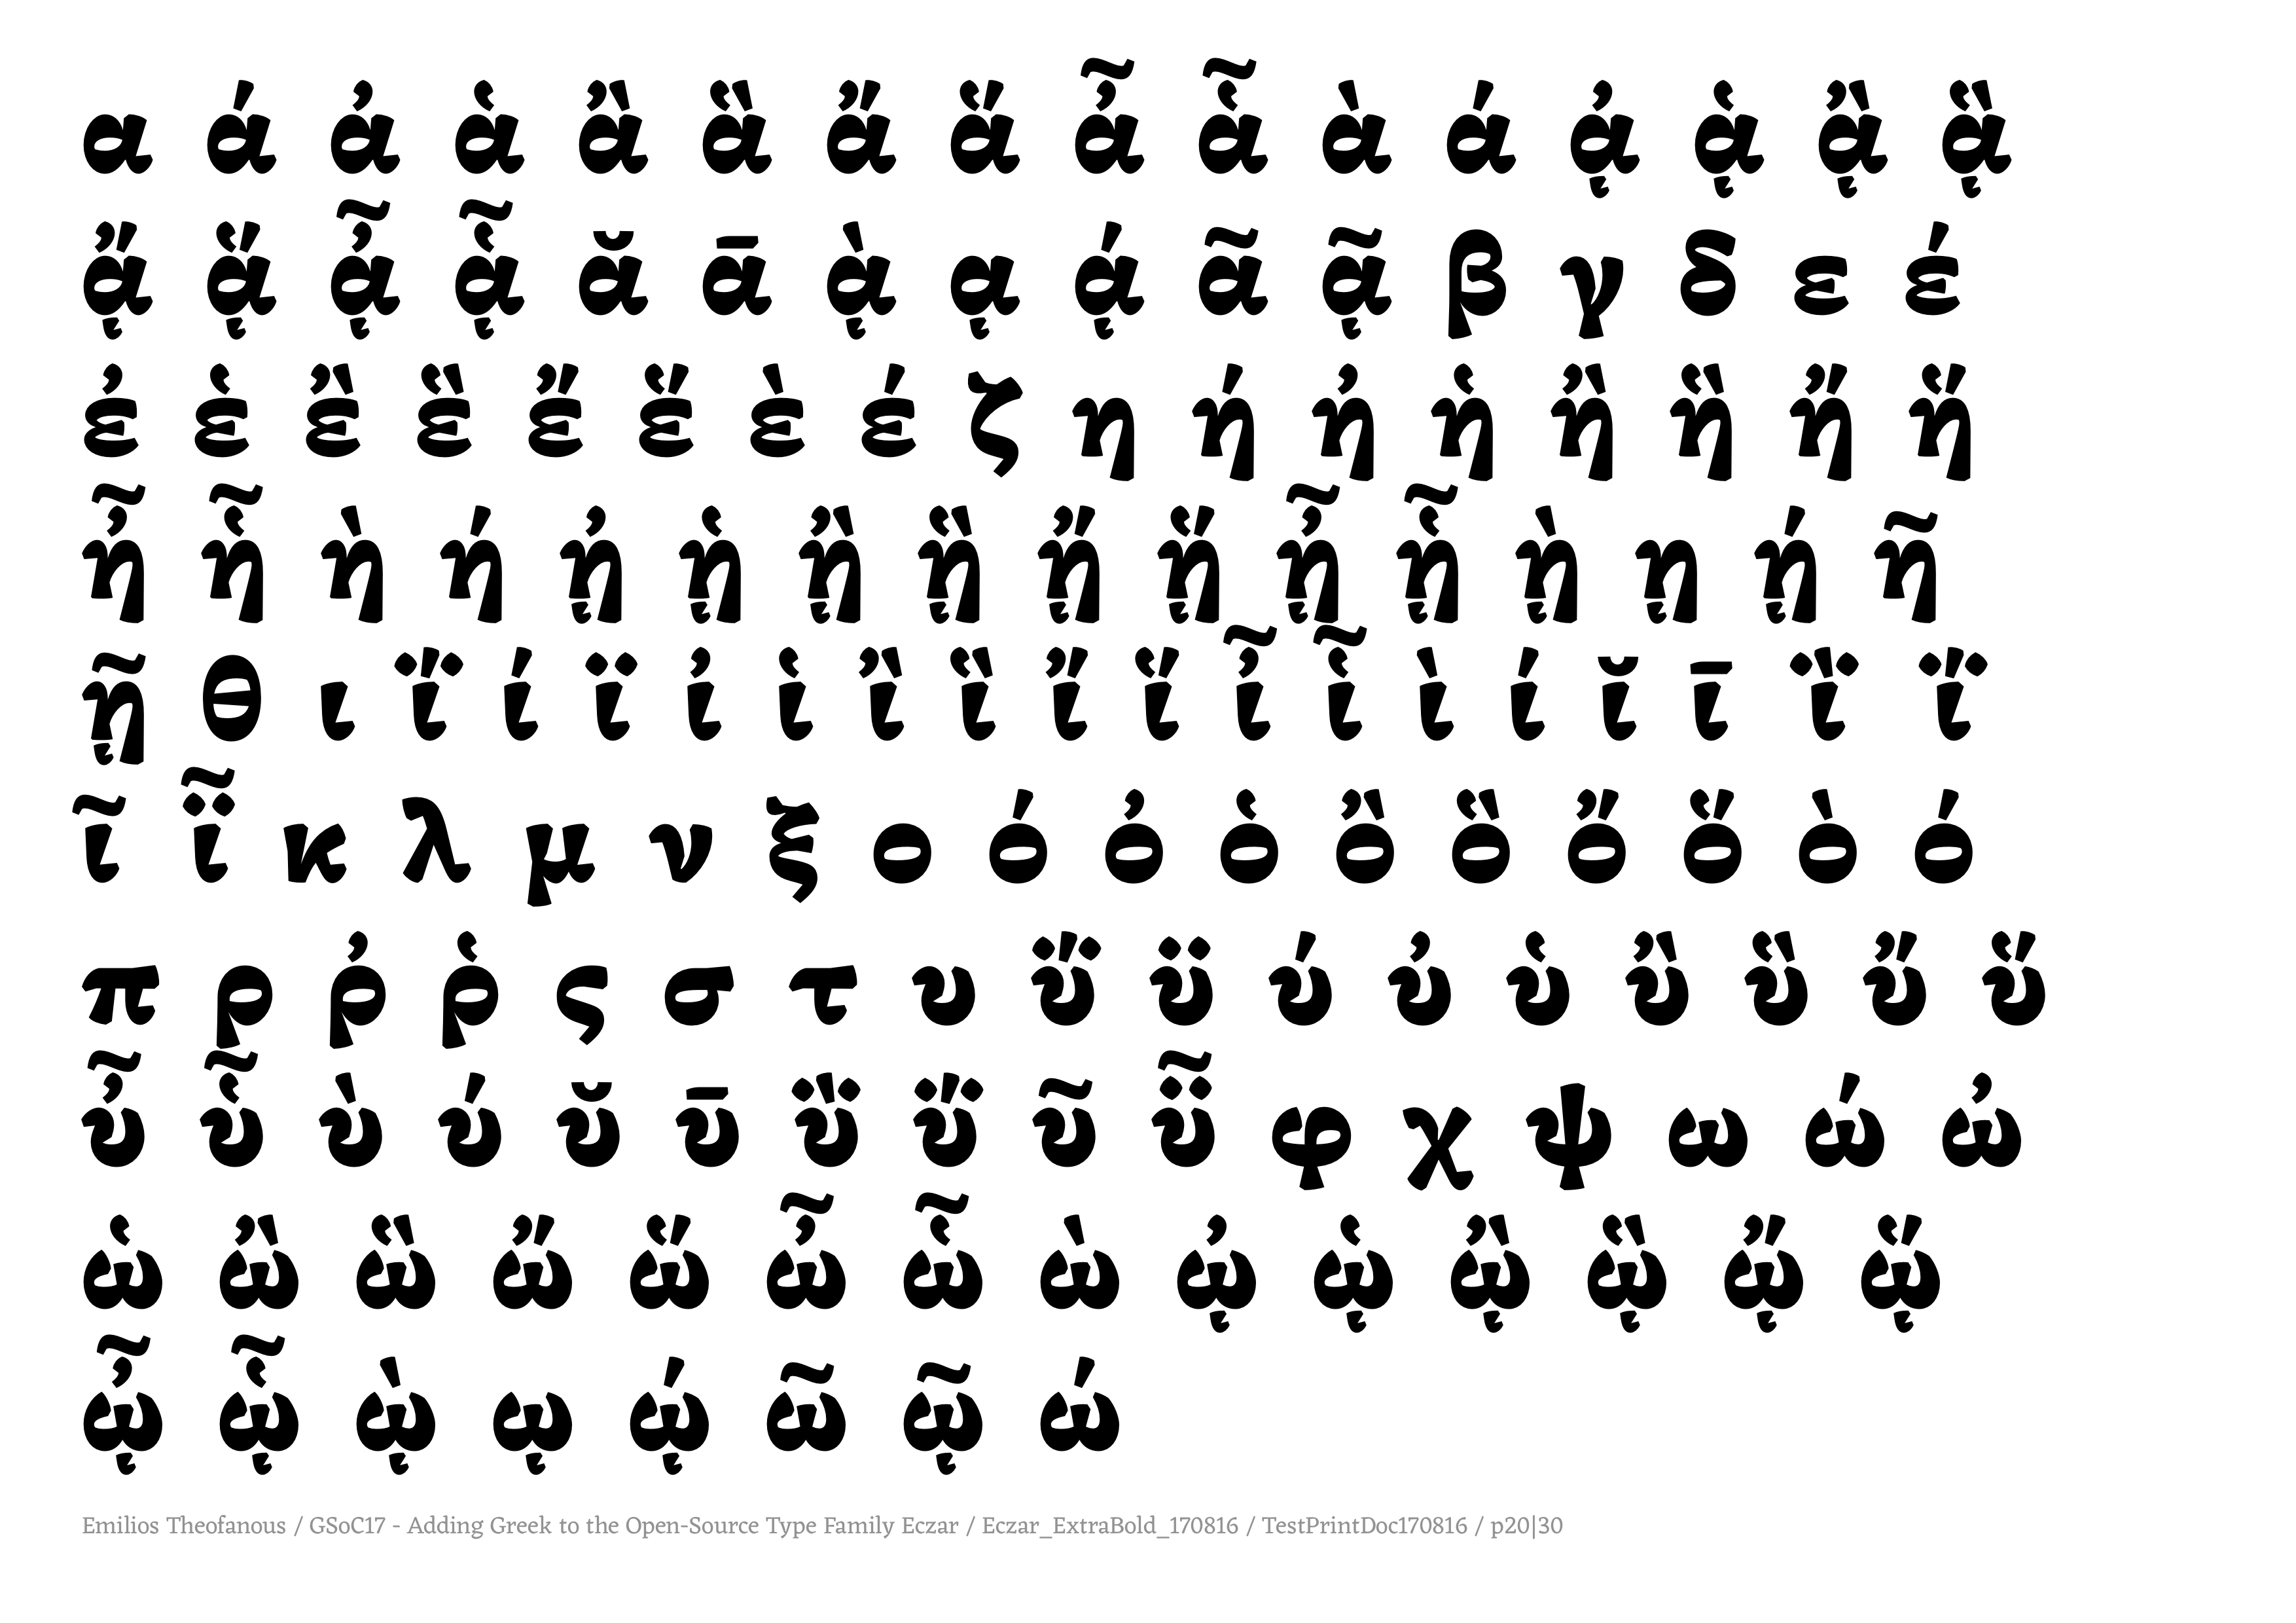 α ά ἀ ἁ ἂ ἃ ἄ ἅ ἆ ἇ ὰ ά ᾀ ᾁ ᾂ ᾃ
ᾄ ᾅ ᾆ ᾇ ᾰ ᾱ ᾲ ᾳ ᾴ ᾶ ᾷ β γ δ ε έ
ἐ ἑ ἒ ἓ ἔ ἕ ὲ έ ζ η ή ἠ ἡ ἢ ἣ ἤ ἥ
ἦ ἧ ὴ ή ᾐ ᾑ ᾒ ᾓ ᾔ ᾕ ᾖ ᾗ ῂ ῃ ῄ ῆ
ῇ θ ι ΐ ί ϊ ἰ ἱ ἲ ἳ ἴ ἵ ἶ ἷ ὶ ί ῐ ῑ ῒ ΐ
ῖ ῗ κ λ μ ν ξ ο ό ὀ ὁ ὂ ὃ ὄ ὅ ὸ ό
π ρ ῤ ῥ ς σ τ υ ΰ ϋ ύ ὐ ὑ ὒ ὓ ὔ ὕ
ὖ ὗ ὺ ύ ῠ ῡ ῢ ΰ ῦ ῧ φ χ ψ ω ώ ὠ
ὡ ὢ ὣ ὤ ὥ ὦ ὧ ὼ ᾠ ᾡ ᾢ ᾣ ᾤ ᾥ
ᾦ ᾧ ῲ ῳ ῴ ῶ ῷ ώ
Emilios Theofanous / GSoC17 - Adding Greek to the Open-Source Type Family Eczar / Eczar_ExtraBold_170816 / TestPrintDoc170816 / p20|30